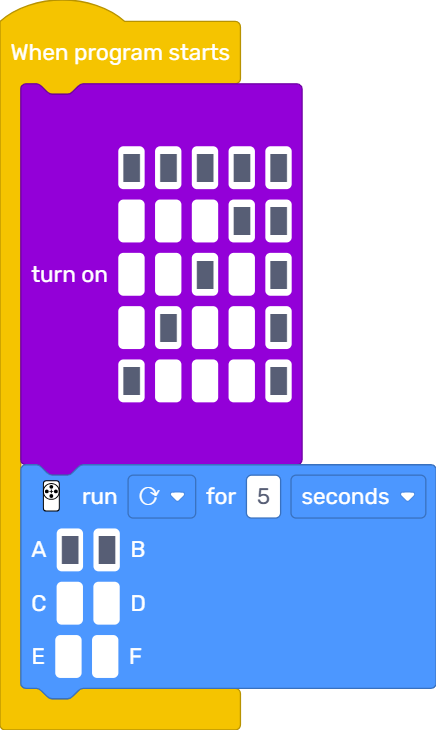 When program starts
turn on
run for 5 seconds
A B
C D
E F